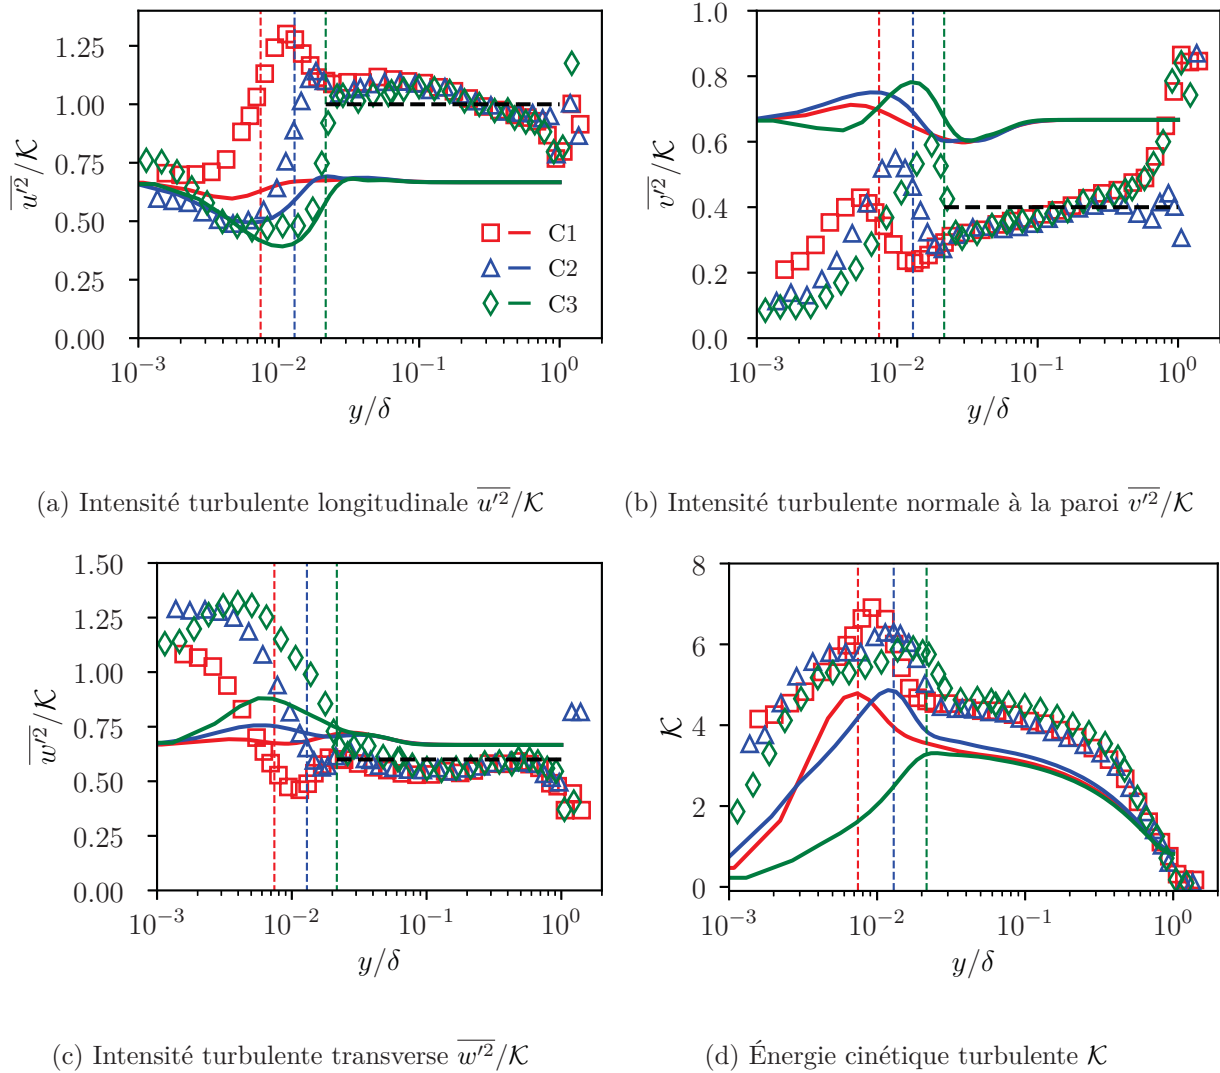 1.25
1.00
0.75
0.50
0.25
0.00
u′²/K
C1
C2
C3
10⁻³ 10⁻² 10⁻¹ 10⁰
y/δ
1.0
0.8
0.6
0.4
0.2
0.0
v′²/K
10⁻³ 10⁻² 10⁻¹ 10⁰
y/δ
(a) Intensité turbulente longitudinale u′²/K
(b) Intensité turbulente normale à la paroi v′²/K
1.50
1.25
1.00
0.75
0.50
0.25
0.00
w′²/K
10⁻³ 10⁻² 10⁻¹ 10⁰
y/δ
8
6
4
2
0
K
10⁻³ 10⁻² 10⁻¹ 10⁰
y/δ
(c) Intensité turbulente transverse w′²/K
(d) Énergie cinétique turbulente K